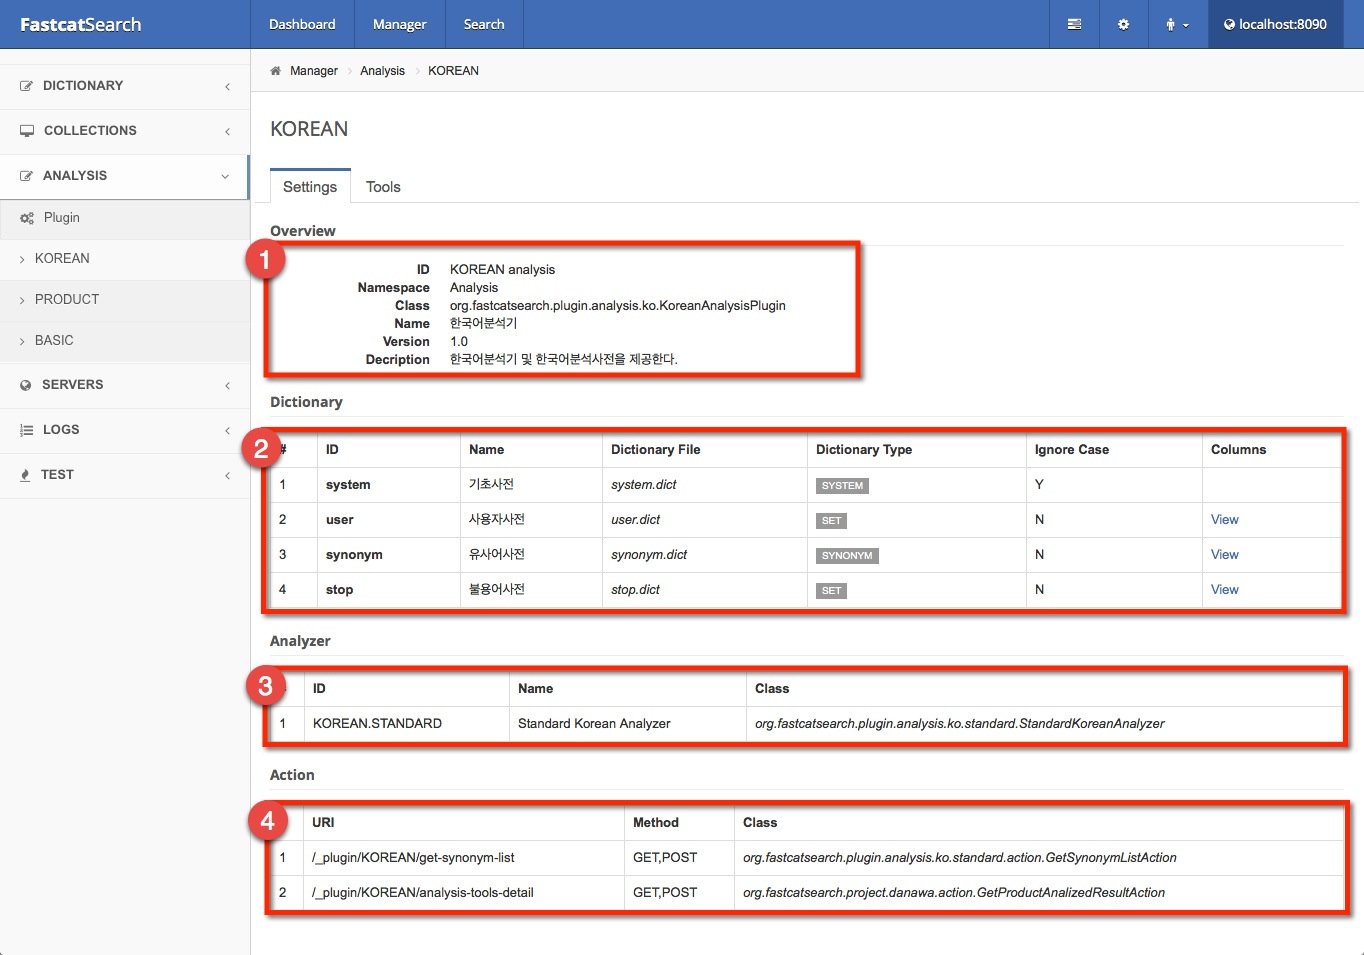 FastcatSearch Dashboard Manager Search localhost:8090
Manager Analysis KOREAN
DICTIONARY
COLLECTIONS
ANALYSIS
Plugin
KOREAN
PRODUCT
BASIC
SERVERS
LOGS
TEST
KOREAN
Settings Tools
Overview
1
ID KOREAN analysis
Namespace Analysis
Class org.fastcatsearch.plugin.analysis.ko.KoreanAnalysisPlugin
Name 한국어분석기
Version 1.0
Decription 한국어분석기 및 한국어분석사전을 제공한다.
Dictionary
2
# ID Name Dictionary File Dictionary Type Ignore Case Columns
1 system 기초사전 system.dict SYSTEM Y
2 user 사용자사전 user.dict SET N View
3 synonym 유사어사전 synonym.dict SYNONYM N View
4 stop 불용어사전 stop.dict SET N View
Analyzer
3
ID Name Class
1 KOREAN.STANDARD Standard Korean Analyzer org.fastcatsearch.plugin.analysis.ko.standard.StandardKoreanAnalyzer
Action
4
URI Method Class
1 /_plugin/KOREAN/get-synonym-list GET,POST org.fastcatsearch.plugin.analysis.ko.standard.action.GetSynonymListAction
2 /_plugin/KOREAN/analysis-tools-detail GET,POST org.fastcatsearch.project.danawa.action.GetProductAnalizedResultAction